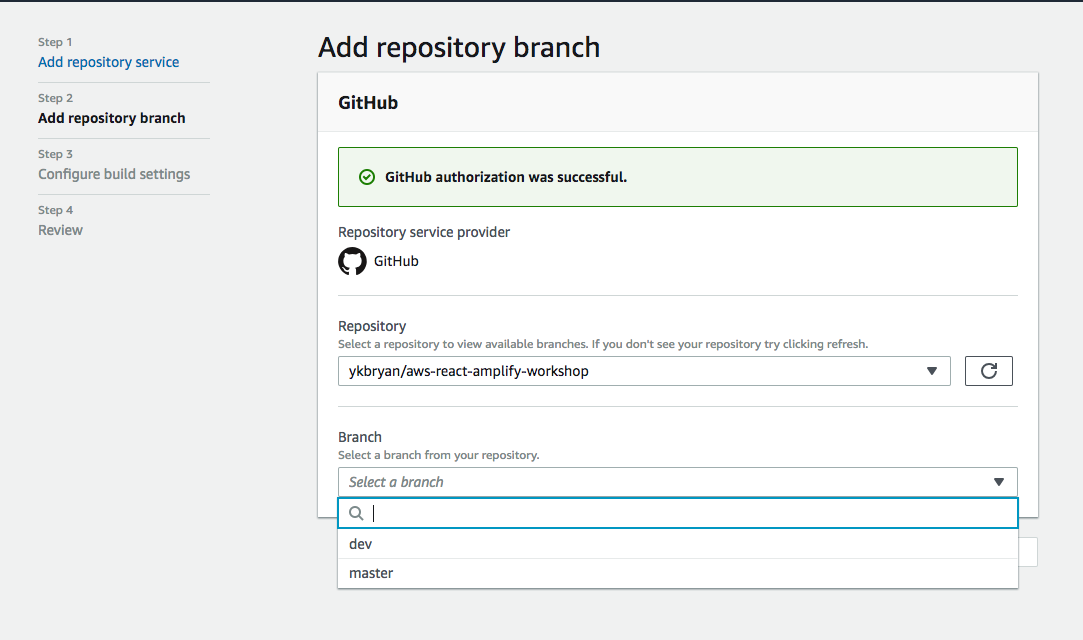 Step 1
Add repository service
Step 2
Add repository branch
Step 3
Configure build settings
Step 4
Review
Add repository branch
GitHub
GitHub authorization was successful.
Repository service provider
GitHub
Repository
Select a repository to view available branches. If you don't see your repository try clicking refresh.
ykbryan/aws-react-amplify-workshop
Branch
Select a branch from your repository.
Select a branch
dev
master